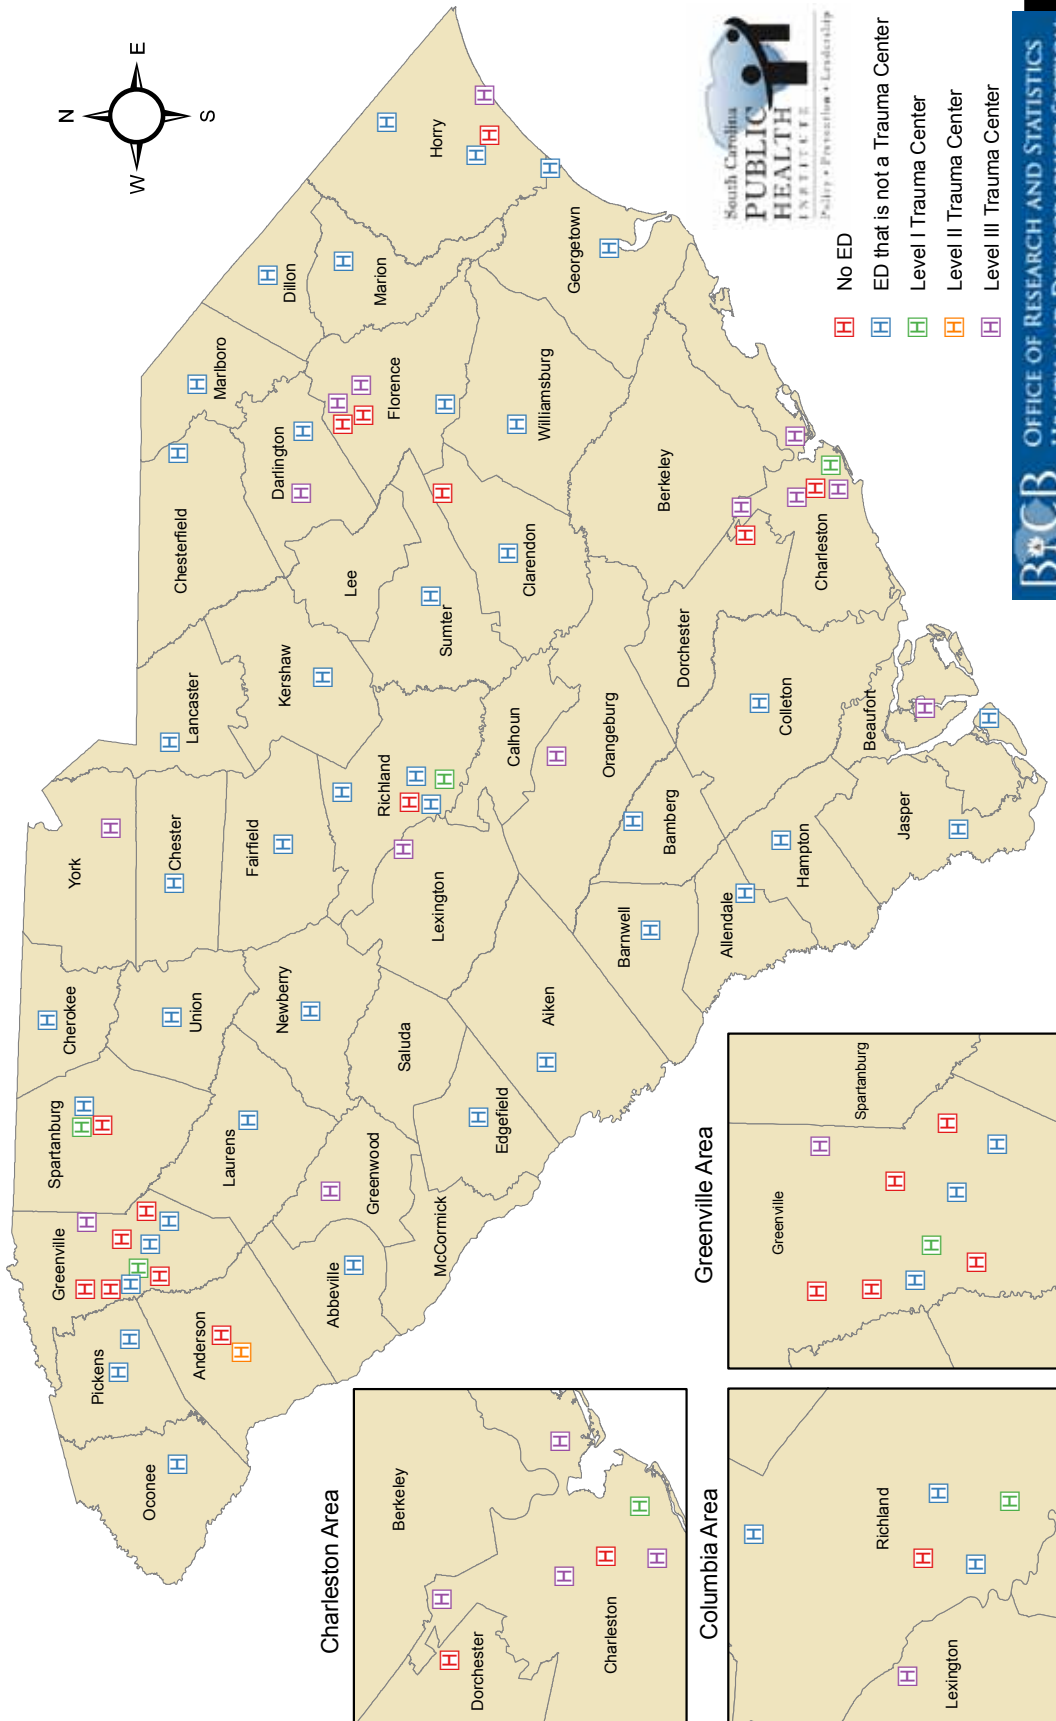 N
W
E
S
Oconee
Pickens
Greenville
Spartanburg
Cherokee
York
Anderson
Laurens
Union
Chester
Lancaster
Chesterfield
Marlboro
Dillon
Abbeville
Greenwood
Newberry
Fairfield
Kershaw
Darlington
Florence
Marion
Horry
McCormick
Edgefield
Saluda
Lexington
Richland
Lee
Sumter
Aiken
Calhoun
Orangeburg
Clarendon
Williamsburg
Georgetown
Barnwell
Bamberg
Allendale
Hampton
Dorchester
Colleton
Berkeley
Charleston
Beaufort
Jasper
South Carolina
PUBLIC
HEALTH
INSTITUTE
Policy • Prevention • Leadership
H No ED
H ED that is not a Trauma Center
H Level I Trauma Center
H Level II Trauma Center
H Level III Trauma Center
BCB OFFICE OF RESEARCH AND STATISTICS
Charleston Area
Berkeley
Dorchester
Charleston
Columbia Area
Richland
Lexington
Greenville Area
Greenville
Spartanburg